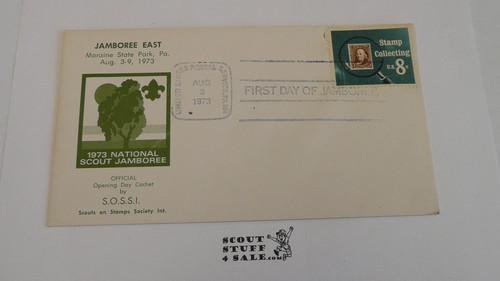 JAMBOREE EAST
Moraine State Park, Pa.
Aug. 3-9, 1973
1973 NATIONAL
SCOUT JAMBOREE
OFFICIAL
Opening Day Cachet
by
S.O.S.S.I.
Scouts on Stamps Society Int.
AUG
3
1973
FIRST DAY OF JAMBOREE
Stamp
Collecting
U.S. 8c
SCOUT
STUFF
4 SALE.com